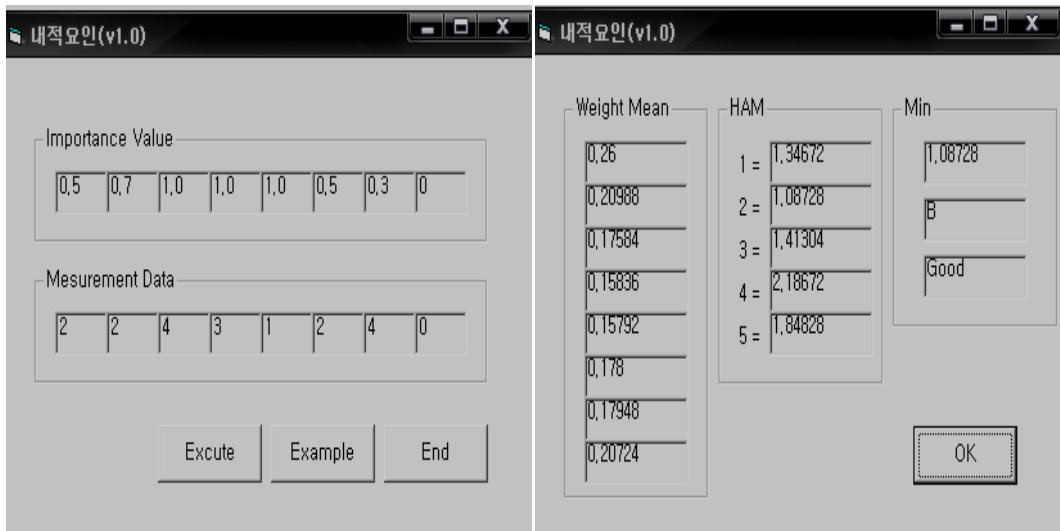 내적요인(v1.0)
Importance Value
0,5 0,7 1,0 1,0 1,0 0,5 0,3 0
Mesurement Data
2 2 4 3 1 2 4 0
Excute Example End
내적요인(v1.0)
Weight Mean
0,26
0,20988
0,17584
0,15836
0,15792
0,178
0,17948
0,20724
HAM
1 = 1,34672
2 = 1,08728
3 = 1,41304
4 = 2,18672
5 = 1,84828
Min
1,08728
B
Good
OK